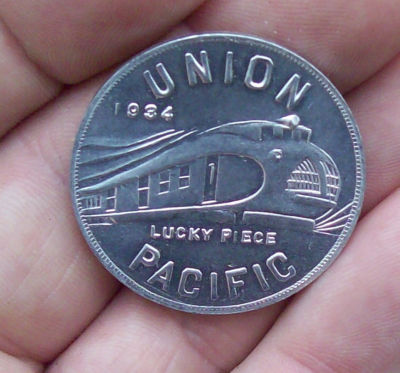 UNION
1934
LUCKY PIECE
PACIFIC